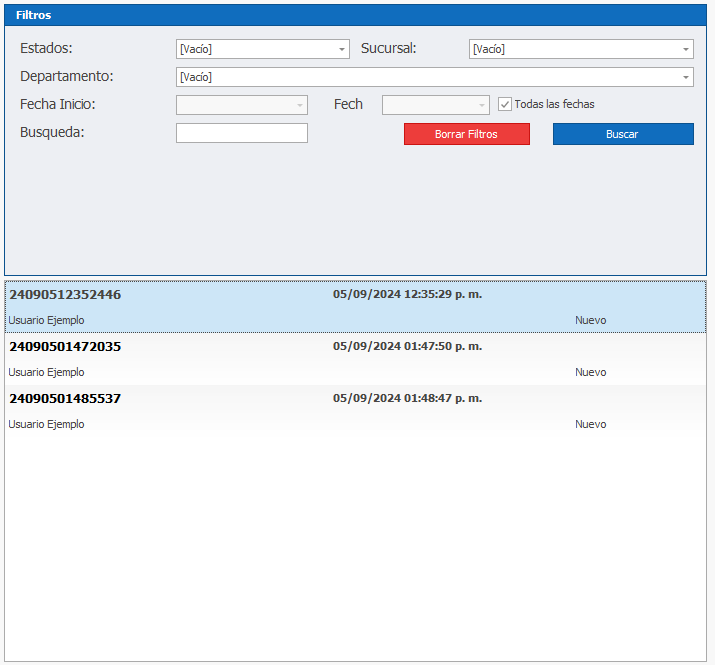 Filtros
Estados: [Vacío] Sucursal: [Vacío]
Departamento: [Vacío]
Fecha Inicio: Fech Todas las fechas
Busqueda: Borrar Filtros Buscar
24090512352446 05/09/2024 12:35:29 p. m.
Usuario Ejemplo Nuevo
24090501472035 05/09/2024 01:47:50 p. m.
Usuario Ejemplo Nuevo
24090501485537 05/09/2024 01:48:47 p. m.
Usuario Ejemplo Nuevo